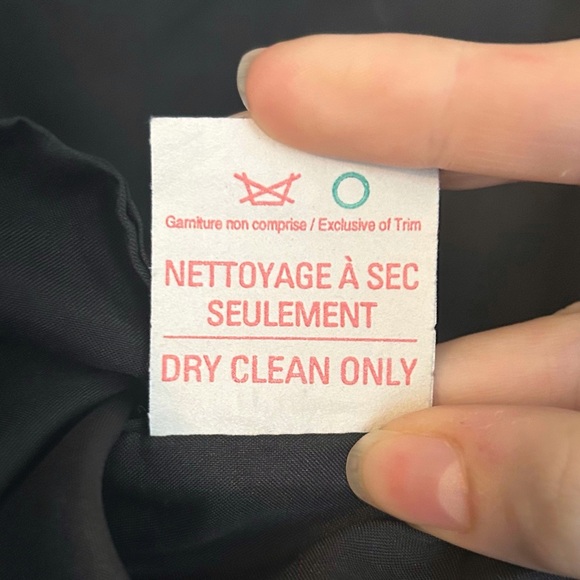 Garniture non comprise / Exclusive of Trim
NETTOYAGE À SEC
SEULEMENT
DRY CLEAN ONLY